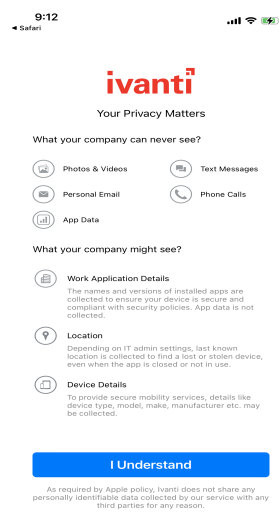 9:12
◄ Safari
ivanti
Your Privacy Matters
What your company can never see?
Photos & Videos
Text Messages
Personal Email
Phone Calls
App Data
What your company might see?
Work Application Details
The names and versions of installed apps are
collected to ensure your device is secure and
compliant with security policies. App data is not
collected.
Location
Depending on IT admin settings, last known
location is collected to find a lost or stolen device,
even when the app is closed or not in use.
Device Details
To provide secure mobility services, details like
device type, model, make, manufacturer etc. may
be collected.
I Understand
As required by Apple policy, Ivanti does not share any
personally identifiable data collected by our service with any
third parties for any reason.